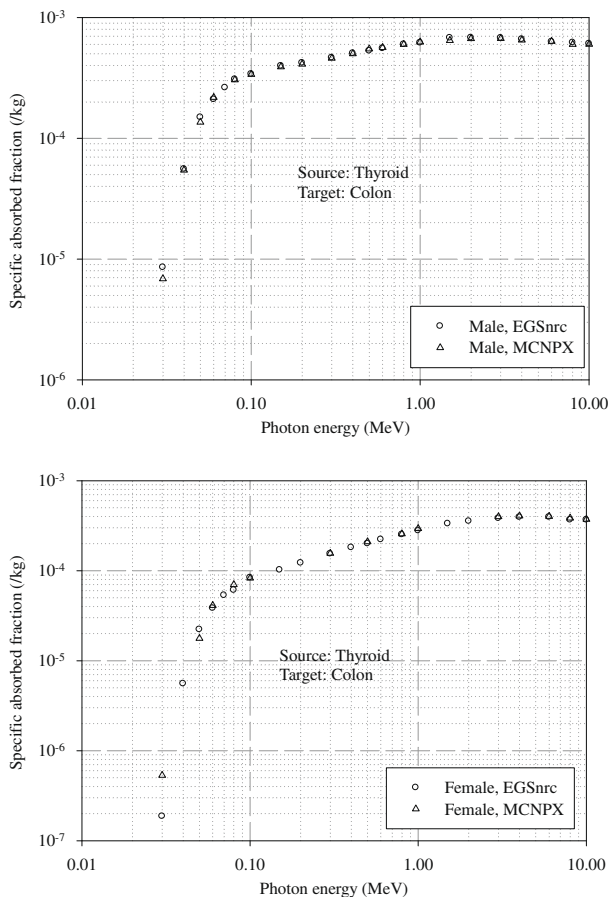 10-3
10-4
10-5
10-6
Specific absorbed fraction (/kg)
Source: Thyroid
Target: Colon
Male, EGSnrc
Male, MCNPX
0.01 0.10 1.00 10.00
Photon energy (MeV)
10-3
10-4
10-5
10-6
10-7
Specific absorbed fraction (/kg)
Source: Thyroid
Target: Colon
Female, EGSnrc
Female, MCNPX
0.01 0.10 1.00 10.00
Photon energy (MeV)